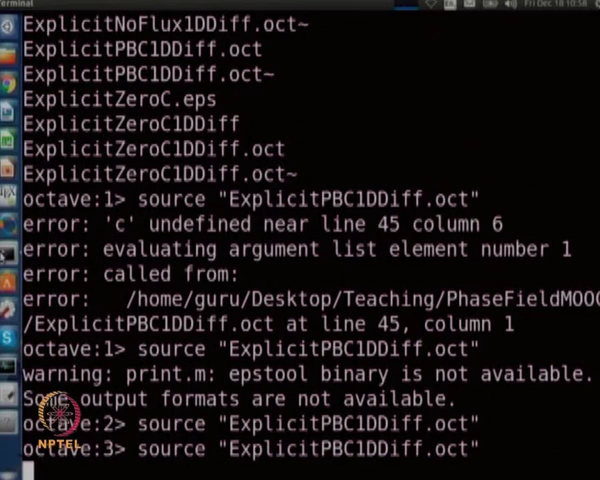 Terminal
Fri Dec 18 10:58
ExplicitNoFlux1DDiff.oct~
ExplicitPBC1DDiff.oct
ExplicitPBC1DDiff.oct~
ExplicitZeroC.eps
ExplicitZeroC1DDiff
ExplicitZeroC1DDiff.oct
ExplicitZeroC1DDiff.oct~
octave:1> source "ExplicitPBC1DDiff.oct"
error: 'c' undefined near line 45 column 6
error: evaluating argument list element number 1
error: called from:
error:   /home/guru/Desktop/Teaching/PhaseFieldMOOC
/ExplicitPBC1DDiff.oct at line 45, column 1
octave:1> source "ExplicitPBC1DDiff.oct"
warning: print.m: epstool binary is not available.
Some output formats are not available.
octave:2> source "ExplicitPBC1DDiff.oct"
octave:3> source "ExplicitPBC1DDiff.oct"
NPTEL